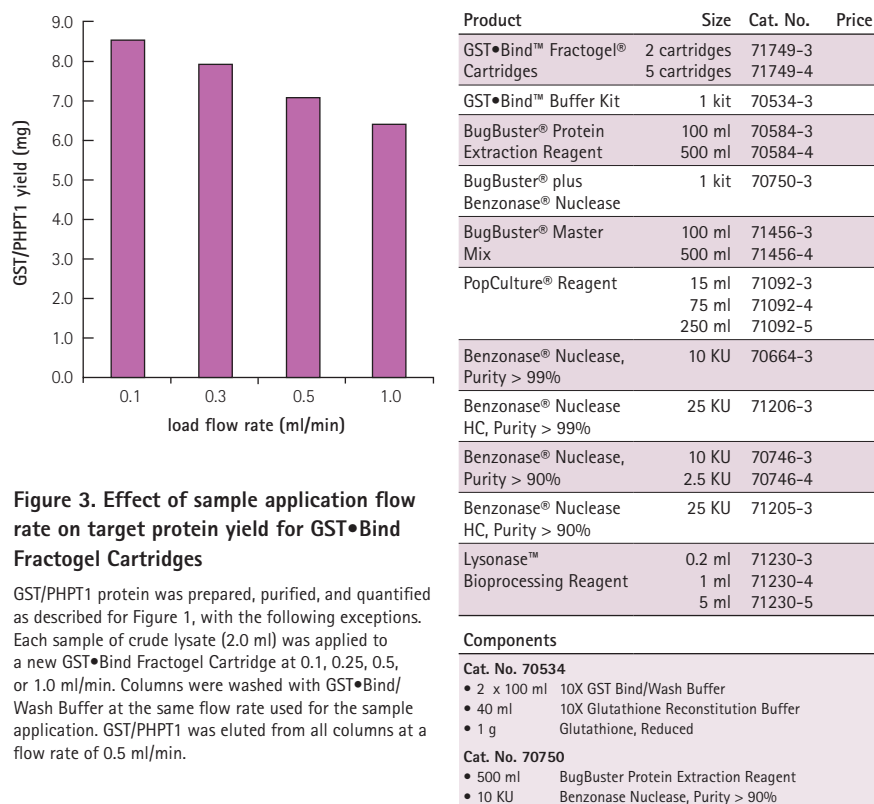 9.0
8.0
7.0
6.0
5.0
4.0
3.0
2.0
1.0
0.0
GST/PHPT1 yield (mg)
0.1 0.3 0.5 1.0
load flow rate (ml/min)
Figure 3. Effect of sample application flow
rate on target protein yield for GST•Bind
Fractogel Cartridges
GST/PHPT1 protein was prepared, purified, and quantified
as described for Figure 1, with the following exceptions.
Each sample of crude lysate (2.0 ml) was applied to
a new GST•Bind Fractogel Cartridge at 0.1, 0.25, 0.5,
or 1.0 ml/min. Columns were washed with GST•Bind/
Wash Buffer at the same flow rate used for the sample
application. GST/PHPT1 was eluted from all columns at a
flow rate of 0.5 ml/min.
Product Size Cat. No. Price
GST•Bind™ Fractogel® 2 cartridges 71749-3
Cartridges 5 cartridges 71749-4
GST•Bind™ Buffer Kit 1 kit 70534-3
BugBuster® Protein 100 ml 70584-3
Extraction Reagent 500 ml 70584-4
BugBuster® plus 1 kit 70750-3
Benzonase® Nuclease
BugBuster® Master 100 ml 71456-3
Mix 500 ml 71456-4
PopCulture® Reagent 15 ml 71092-3
75 ml 71092-4
250 ml 71092-5
Benzonase® Nuclease, 10 KU 70664-3
Purity > 99%
Benzonase® Nuclease 25 KU 71206-3
HC, Purity > 99%
Benzonase® Nuclease, 10 KU 70746-3
Purity > 90% 2.5 KU 70746-4
Benzonase® Nuclease 25 KU 71205-3
HC, Purity > 90%
Lysonase™ 0.2 ml 71230-3
Bioprocessing Reagent 1 ml 71230-4
5 ml 71230-5
Components
Cat. No. 70534
• 2 x 100 ml 10X GST Bind/Wash Buffer
• 40 ml 10X Glutathione Reconstitution Buffer
• 1 g Glutathione, Reduced
Cat. No. 70750
• 500 ml BugBuster Protein Extraction Reagent
• 10 KU Benzonase Nuclease, Purity > 90%